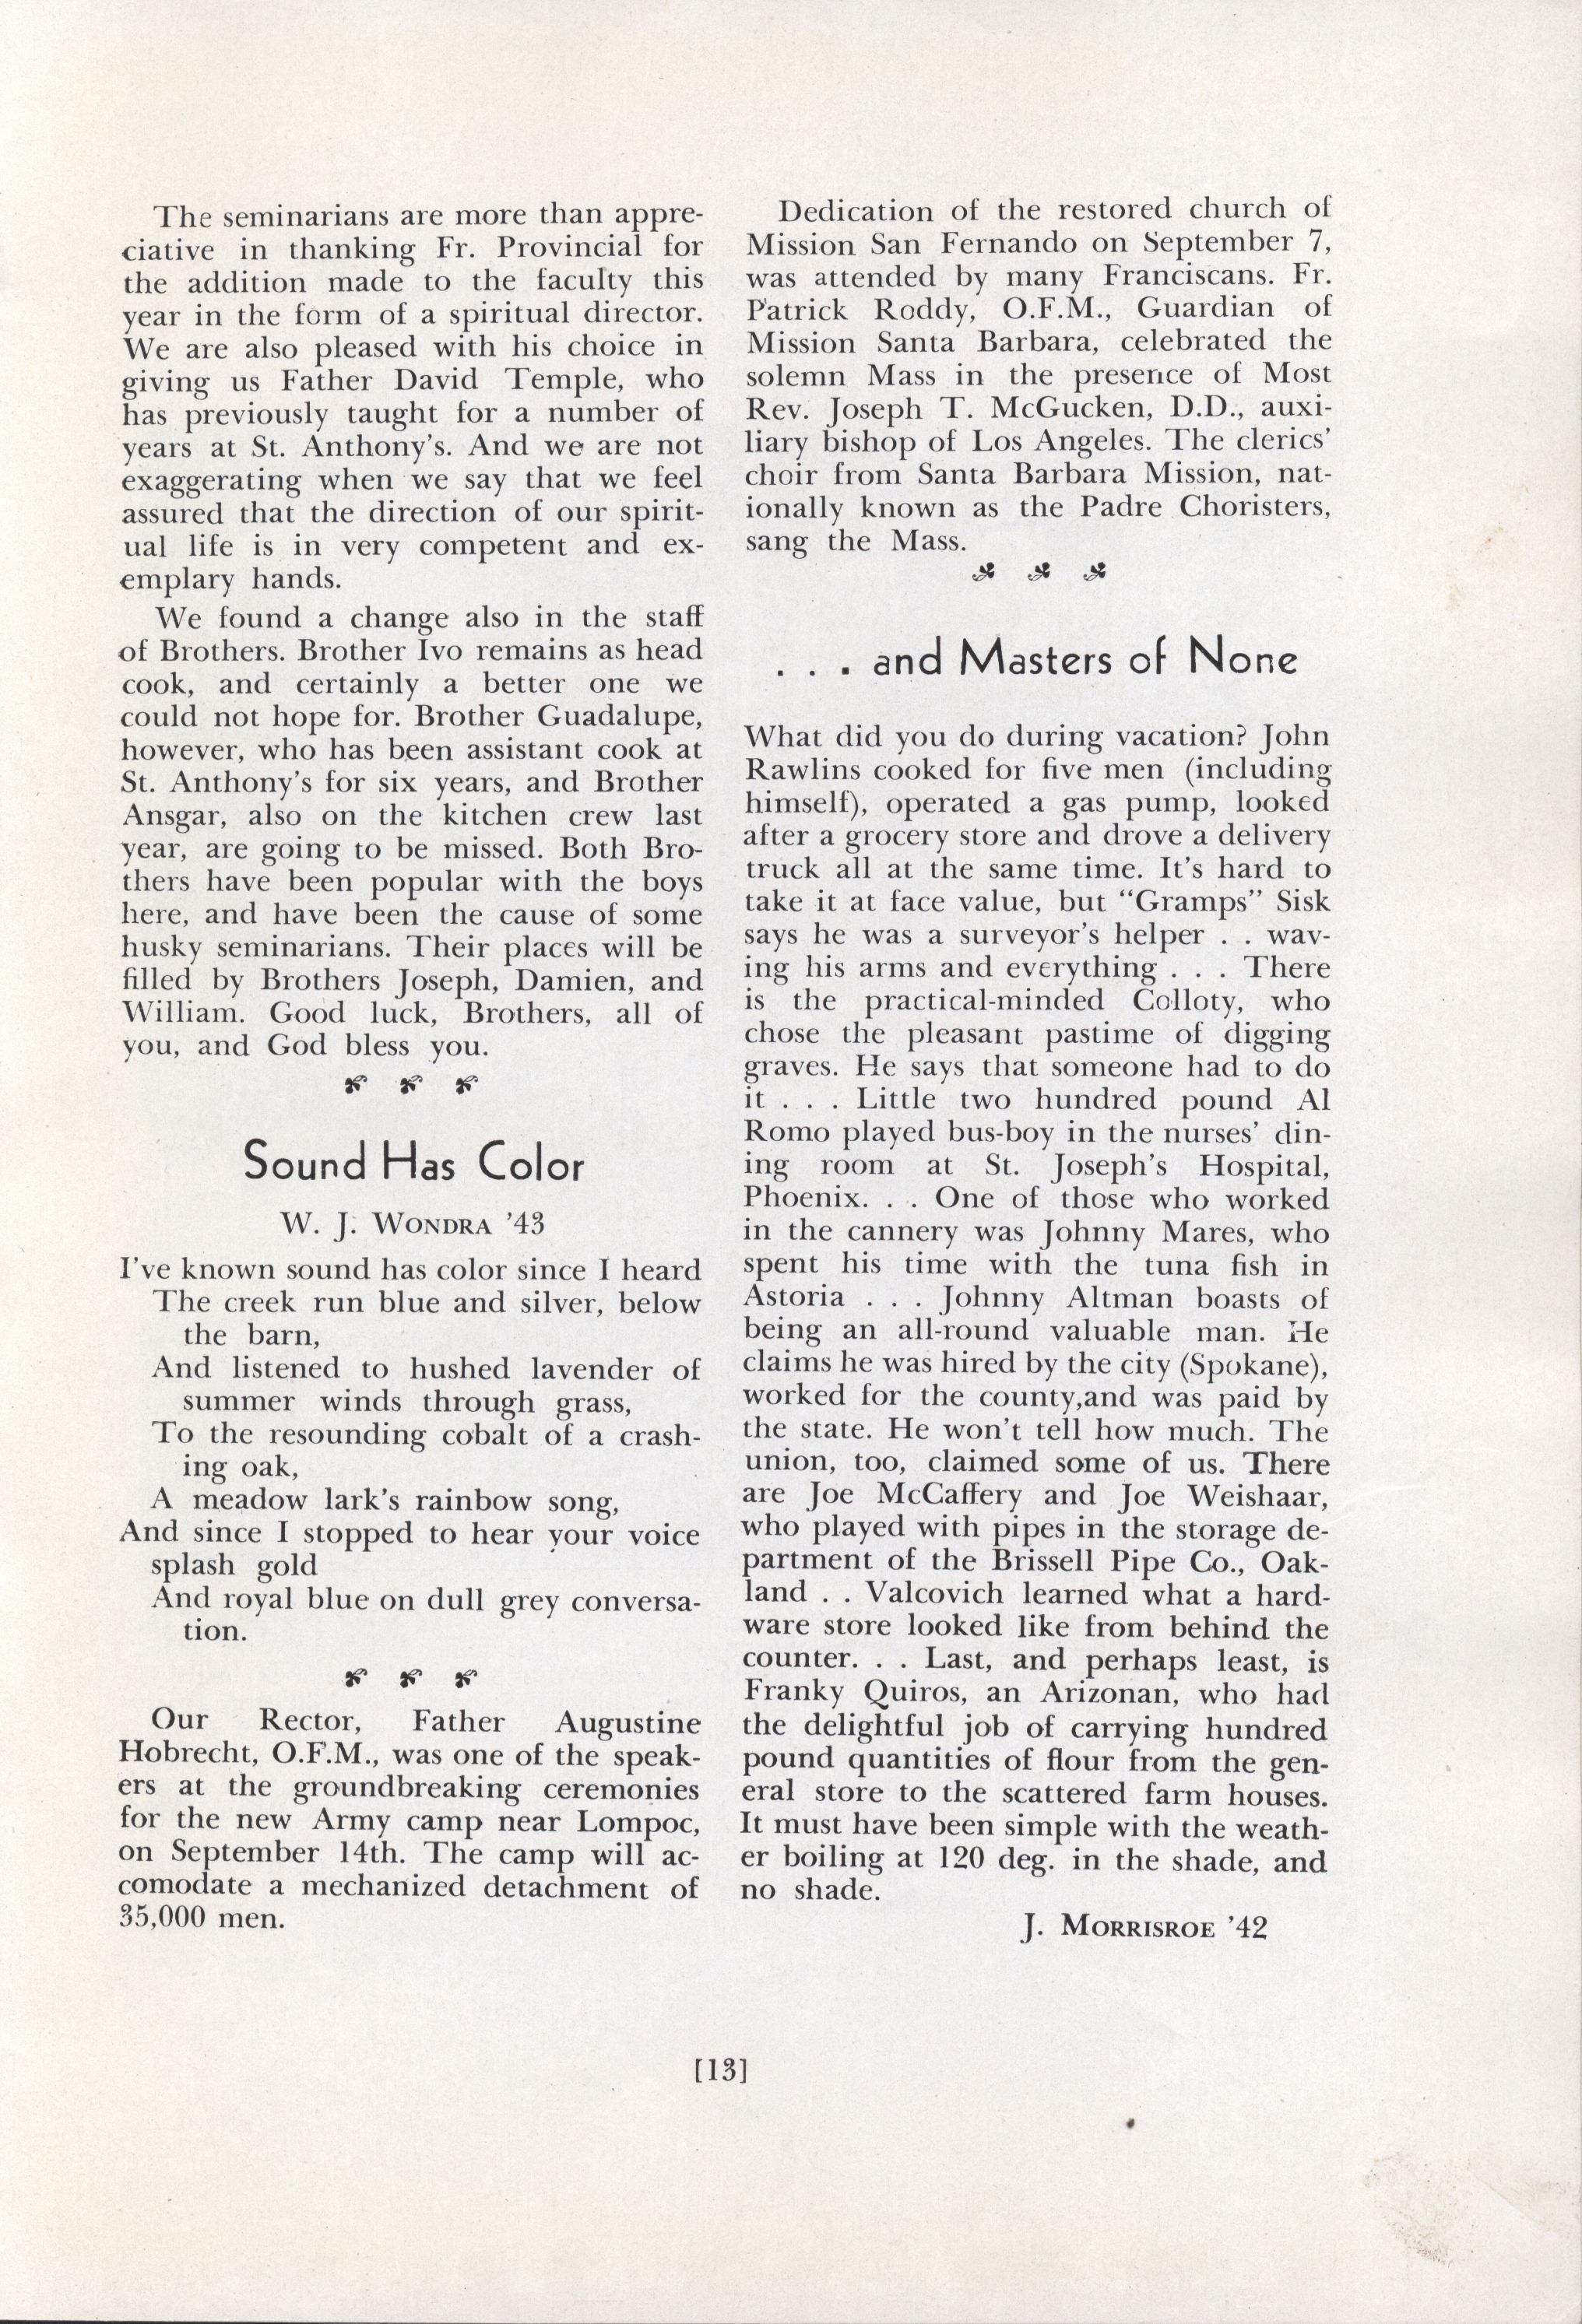 The seminarians are more than appre-
ciative in thanking Fr. Provincial for
the addition made to the faculty this
year in the form of a spiritual director.
We are also pleased with his choice in
giving us Father David Temple, who
has previously taught for a number of
years at St. Anthony's. And we are not
exaggerating when we say that we feel
assured that the direction of our spirit-
ual life is in very competent and ex-
emplary hands.
We found a change also in the staff
of Brothers. Brother Ivo remains as head
cook, and certainly a better one we
could not hope for. Brother Guadalupe,
however, who has been assistant cook at
St. Anthony's for six years, and Brother
Ansgar, also on the kitchen crew last
year, are going to be missed. Both Bro-
thers have been popular with the boys
here, and have been the cause of some
husky seminarians. Their places will be
filled by Brothers Joseph, Damien, and
William. Good luck, Brothers, all of
you, and God bless you.
Sound Has Color
W. J. WONDRA '43
I've known sound has color since I heard
The creek run blue and silver, below
the barn,
And listened to hushed lavender of
summer winds through grass,
To the resounding cobalt of a crash-
ing oak,
A meadow lark's rainbow song,
And since I stopped to hear your voice
splash gold
And royal blue on dull grey conversa-
tion.
Our Rector, Father Augustine
Hobrecht, O.F.M., was one of the speak-
ers at the groundbreaking ceremonies
for the new Army camp near Lompoc,
on September 14th. The camp will ac-
comodate a mechanized detachment of
35,000 men.
Dedication of the restored church of
Mission San Fernando on September 7,
was attended by many Franciscans. Fr.
Patrick Roddy, O.F.M., Guardian of
Mission Santa Barbara, celebrated the
solemn Mass in the presence of Most
Rev. Joseph T. McGucken, D.D., auxi-
liary bishop of Los Angeles. The clerics'
choir from Santa Barbara Mission, nat-
ionally known as the Padre Choristers,
sang the Mass.
. . . and Masters of None
What did you do during vacation? John
Rawlins cooked for five men (including
himself), operated a gas pump, looked
after a grocery store and drove a delivery
truck all at the same time. It's hard to
take it at face value, but "Gramps" Sisk
says he was a surveyor's helper . . wav-
ing his arms and everything . . . There
is the practical-minded Colloty, who
chose the pleasant pastime of digging
graves. He says that someone had to do
it . . . Little two hundred pound Al
Romo played bus-boy in the nurses' din-
ing room at St. Joseph's Hospital,
Phoenix. . . One of those who worked
in the cannery was Johnny Mares, who
spent his time with the tuna fish in
Astoria . . . Johnny Altman boasts of
being an all-round valuable man. He
claims he was hired by the city (Spokane),
worked for the county,and was paid by
the state. He won't tell how much. The
union, too, claimed some of us. There
are Joe McCaffery and Joe Weishaar,
who played with pipes in the storage de-
partment of the Brissell Pipe Co., Oak-
land . . Valcovich learned what a hard-
ware store looked like from behind the
counter. . . Last, and perhaps least, is
Franky Quiros, an Arizonan, who had
the delightful job of carrying hundred
pound quantities of flour from the gen-
eral store to the scattered farm houses.
It must have been simple with the weath-
er boiling at 120 deg. in the shade, and
no shade.
J. MORRISROE '42
[13]